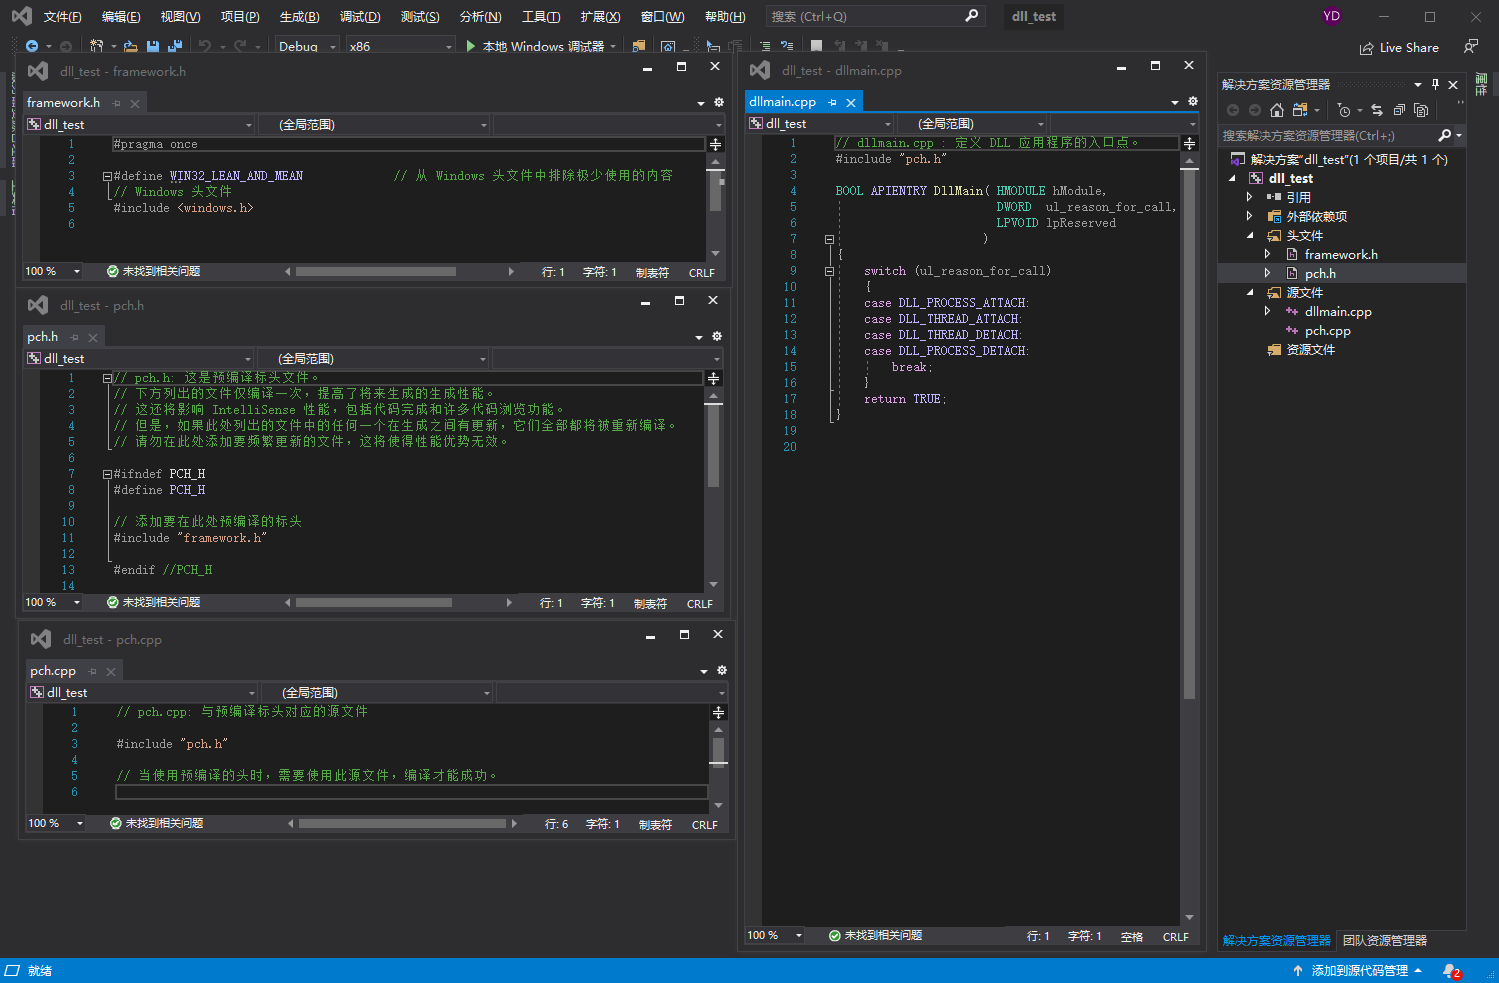 文件(F) 编辑(E) 视图(V) 项目(P) 生成(B) 调试(D) 测试(S) 分析(N) 工具(T) 扩展(X) 窗口(W) 帮助(H) 搜索 (Ctrl+Q) dll_test YD
Debug x86 本地 Windows 调试器 Live Share
dll_test - framework.h
framework.h
dll_test (全局范围)
1 #pragma once
2
3 #define WIN32_LEAN_AND_MEAN // 从 Windows 头文件中排除极少使用的内容
4 // Windows 头文件
5 #include <windows.h>
6
100 % 未找到相关问题 行: 1 字符: 1 制表符 CRLF
dll_test - pch.h
pch.h
dll_test (全局范围)
1 // pch.h: 这是预编译标头文件。
2 // 下方列出的文件仅编译一次，提高了将来生成的生成性能。
3 // 这还将影响 IntelliSense 性能，包括代码完成和许多代码浏览功能。
4 // 但是，如果此处列出的文件中的任何一个在生成之间有更新，它们全部都将被重新编译。
5 // 请勿在此处添加要频繁更新的文件，这将使得性能优势无效。
6
7 #ifndef PCH_H
8 #define PCH_H
9
10 // 添加要在此处预编译的标头
11 #include "framework.h"
12
13 #endif //PCH_H
14
100 % 未找到相关问题 行: 1 字符: 1 制表符 CRLF
dll_test - pch.cpp
pch.cpp
dll_test (全局范围)
1 // pch.cpp: 与预编译标头对应的源文件
2
3 #include "pch.h"
4
5 // 当使用预编译的头时，需要使用此源文件，编译才能成功。
6
100 % 未找到相关问题 行: 6 字符: 1 制表符 CRLF
dll_test - dllmain.cpp
dllmain.cpp
dll_test (全局范围)
1 // dllmain.cpp : 定义 DLL 应用程序的入口点。
2 #include "pch.h"
3
4 BOOL APIENTRY DllMain( HMODULE hModule,
5 DWORD  ul_reason_for_call,
6 LPVOID lpReserved
7 )
8 {
9 switch (ul_reason_for_call)
10 {
11 case DLL_PROCESS_ATTACH:
12 case DLL_THREAD_ATTACH:
13 case DLL_THREAD_DETACH:
14 case DLL_PROCESS_DETACH:
15 break;
16 }
17 return TRUE;
18 }
19
20
100 % 未找到相关问题 行: 1 字符: 1 空格 CRLF
解决方案资源管理器
搜索解决方案资源管理器(Ctrl+;)
解决方案"dll_test"(1 个项目/共 1 个)
dll_test
引用
外部依赖项
头文件
framework.h
pch.h
源文件
dllmain.cpp
pch.cpp
资源文件
解决方案资源管理器 团队资源管理器
属性
就绪 添加到源代码管理 2